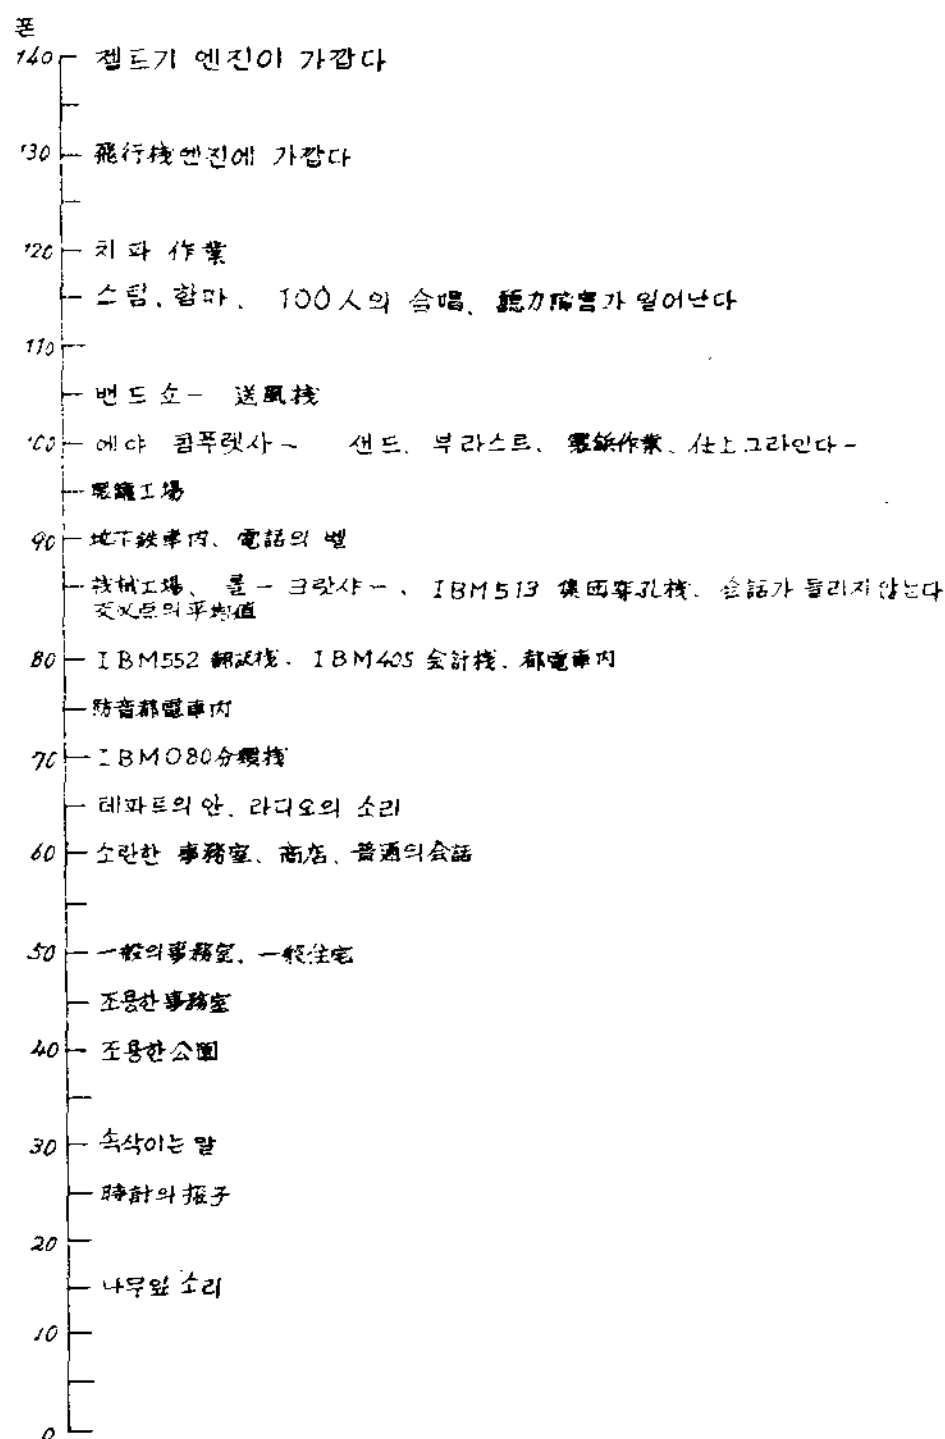 폰
140 젤트기 엔진이 가깝다
130 飛行機엔진에 가깝다
120 치파 作業
스팀、함마、 100人의 合唱、聽力障害가 일어난다
110
밴드쇼ー 送風機
100 에야 콤푸렛사ー 샌드、부라스트、電鋲作業、仕上그라인다ー
工場
90 地下鉄車内、電話의 벨
機械工場、롤ー크랏샤ー、IBM513 集団穿孔機、会話가 들리지 않는다
交叉点의 平均値
80 IBM552 翻訳機、IBM405 会計機、都電車内
防音都電車内
70 IBM080分類機
데파트의 안、라디오의 소리
60 소란한 事務室、商店、普通의 会話
50 一般의 事務室、一般住宅
조용한 事務室
40 조용한 公園
30 속삭이는 말
時計의 振子
20
나무잎 소리
10
0